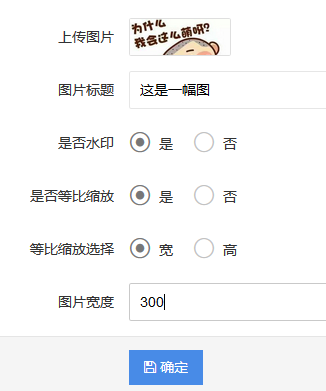 上传图片
为什么
我会这么萌呀?
图片标题 这是一幅图
是否水印 是 否
是否等比缩放 是 否
等比缩放选择 宽 高
图片宽度 300
确定